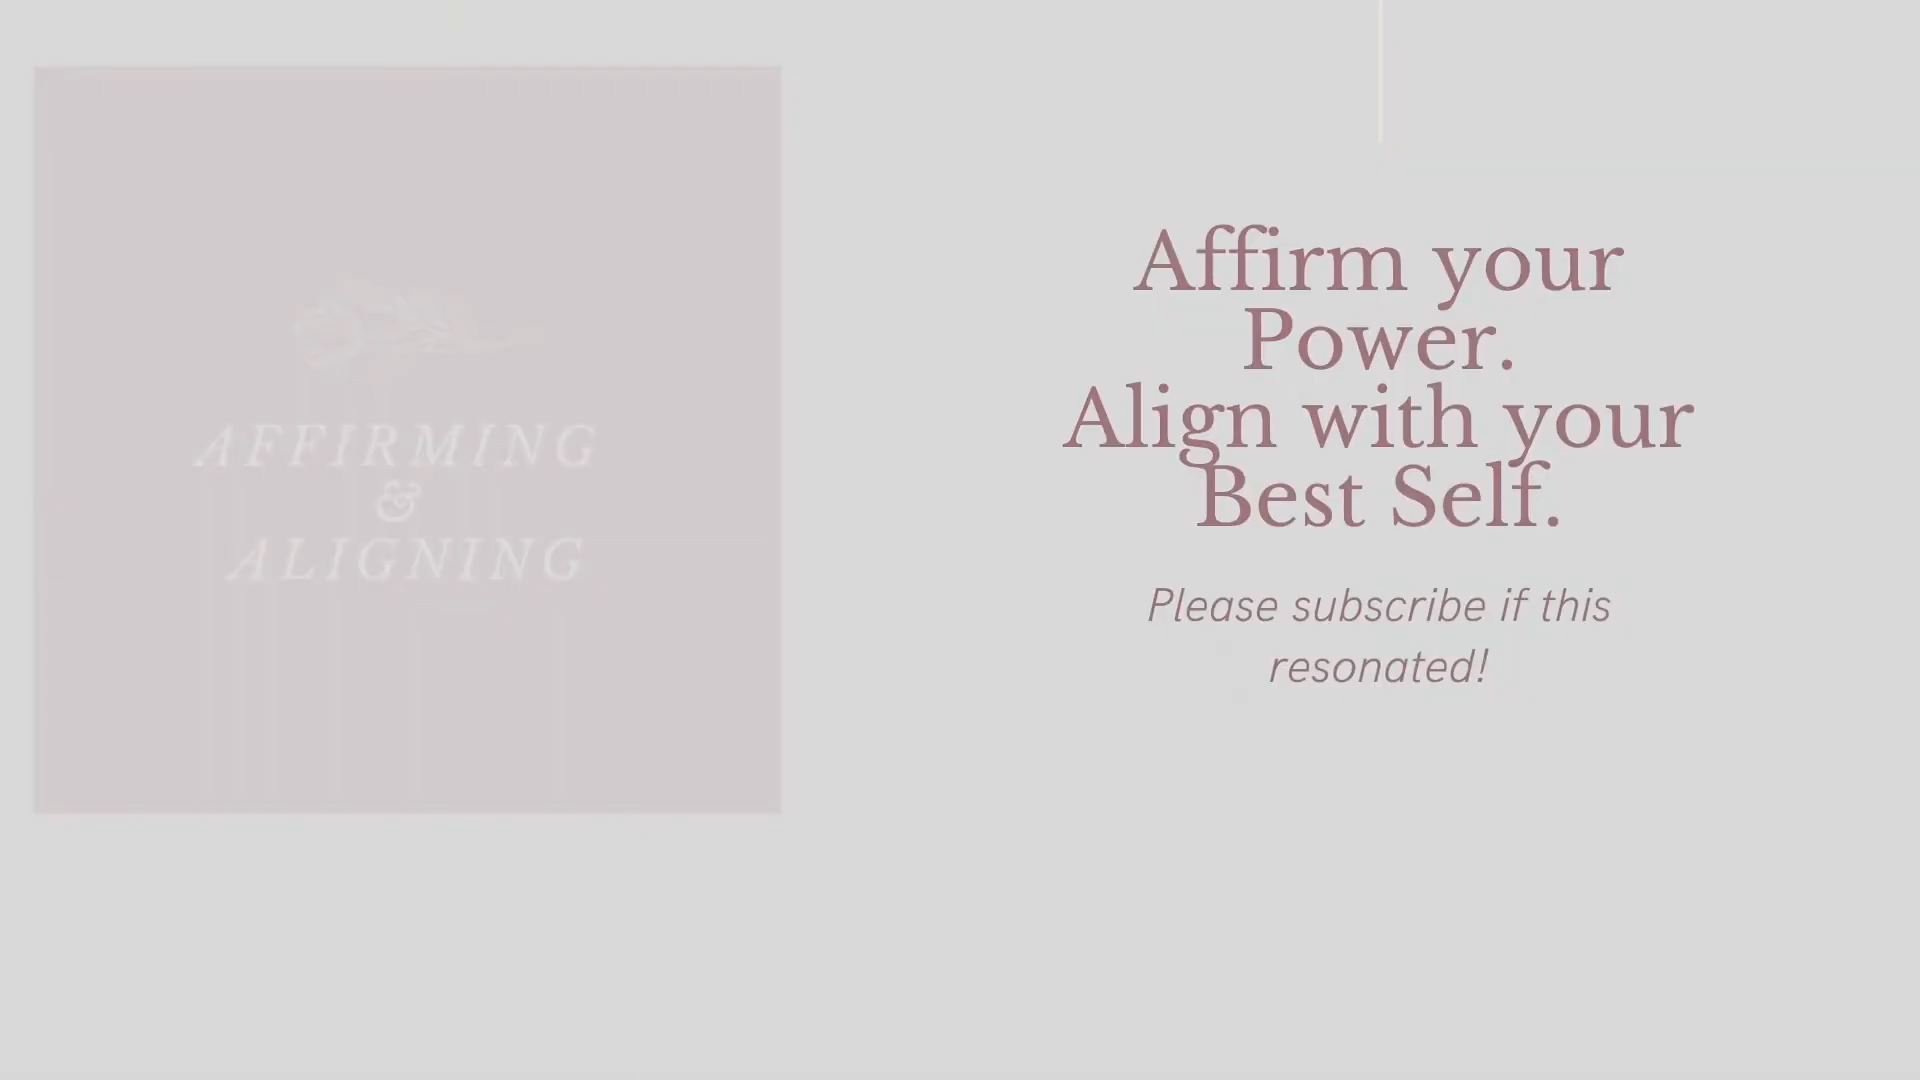 AFFIRMING
&
ALIGNING
Affirm your
Power.
Align with your
Best Self.
Please subscribe if this
resonated!